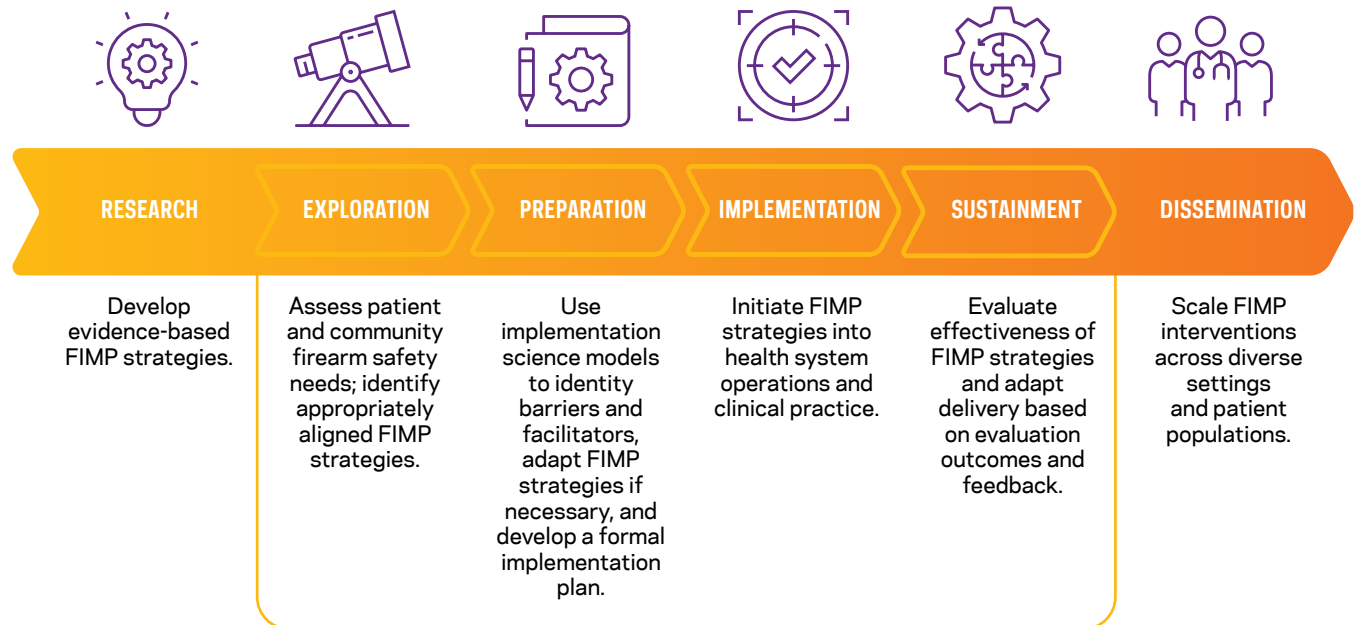 RESEARCH
EXPLORATION
PREPARATION
IMPLEMENTATION
SUSTAINMENT
DISSEMINATION
Develop
evidence-based
FIMP strategies.
Assess patient
and community
firearm safety
needs; identify
appropriately
aligned FIMP
strategies.
Use
implementation
science models
to identity
barriers and
facilitators,
adapt FIMP
strategies if
necessary, and
develop a formal
implementation
plan.
Initiate FIMP
strategies into
health system
operations and
clinical practice.
Evaluate
effectiveness of
FIMP strategies
and adapt
delivery based
on evaluation
outcomes and
feedback.
Scale FIMP
interventions
across diverse
settings
and patient
populations.